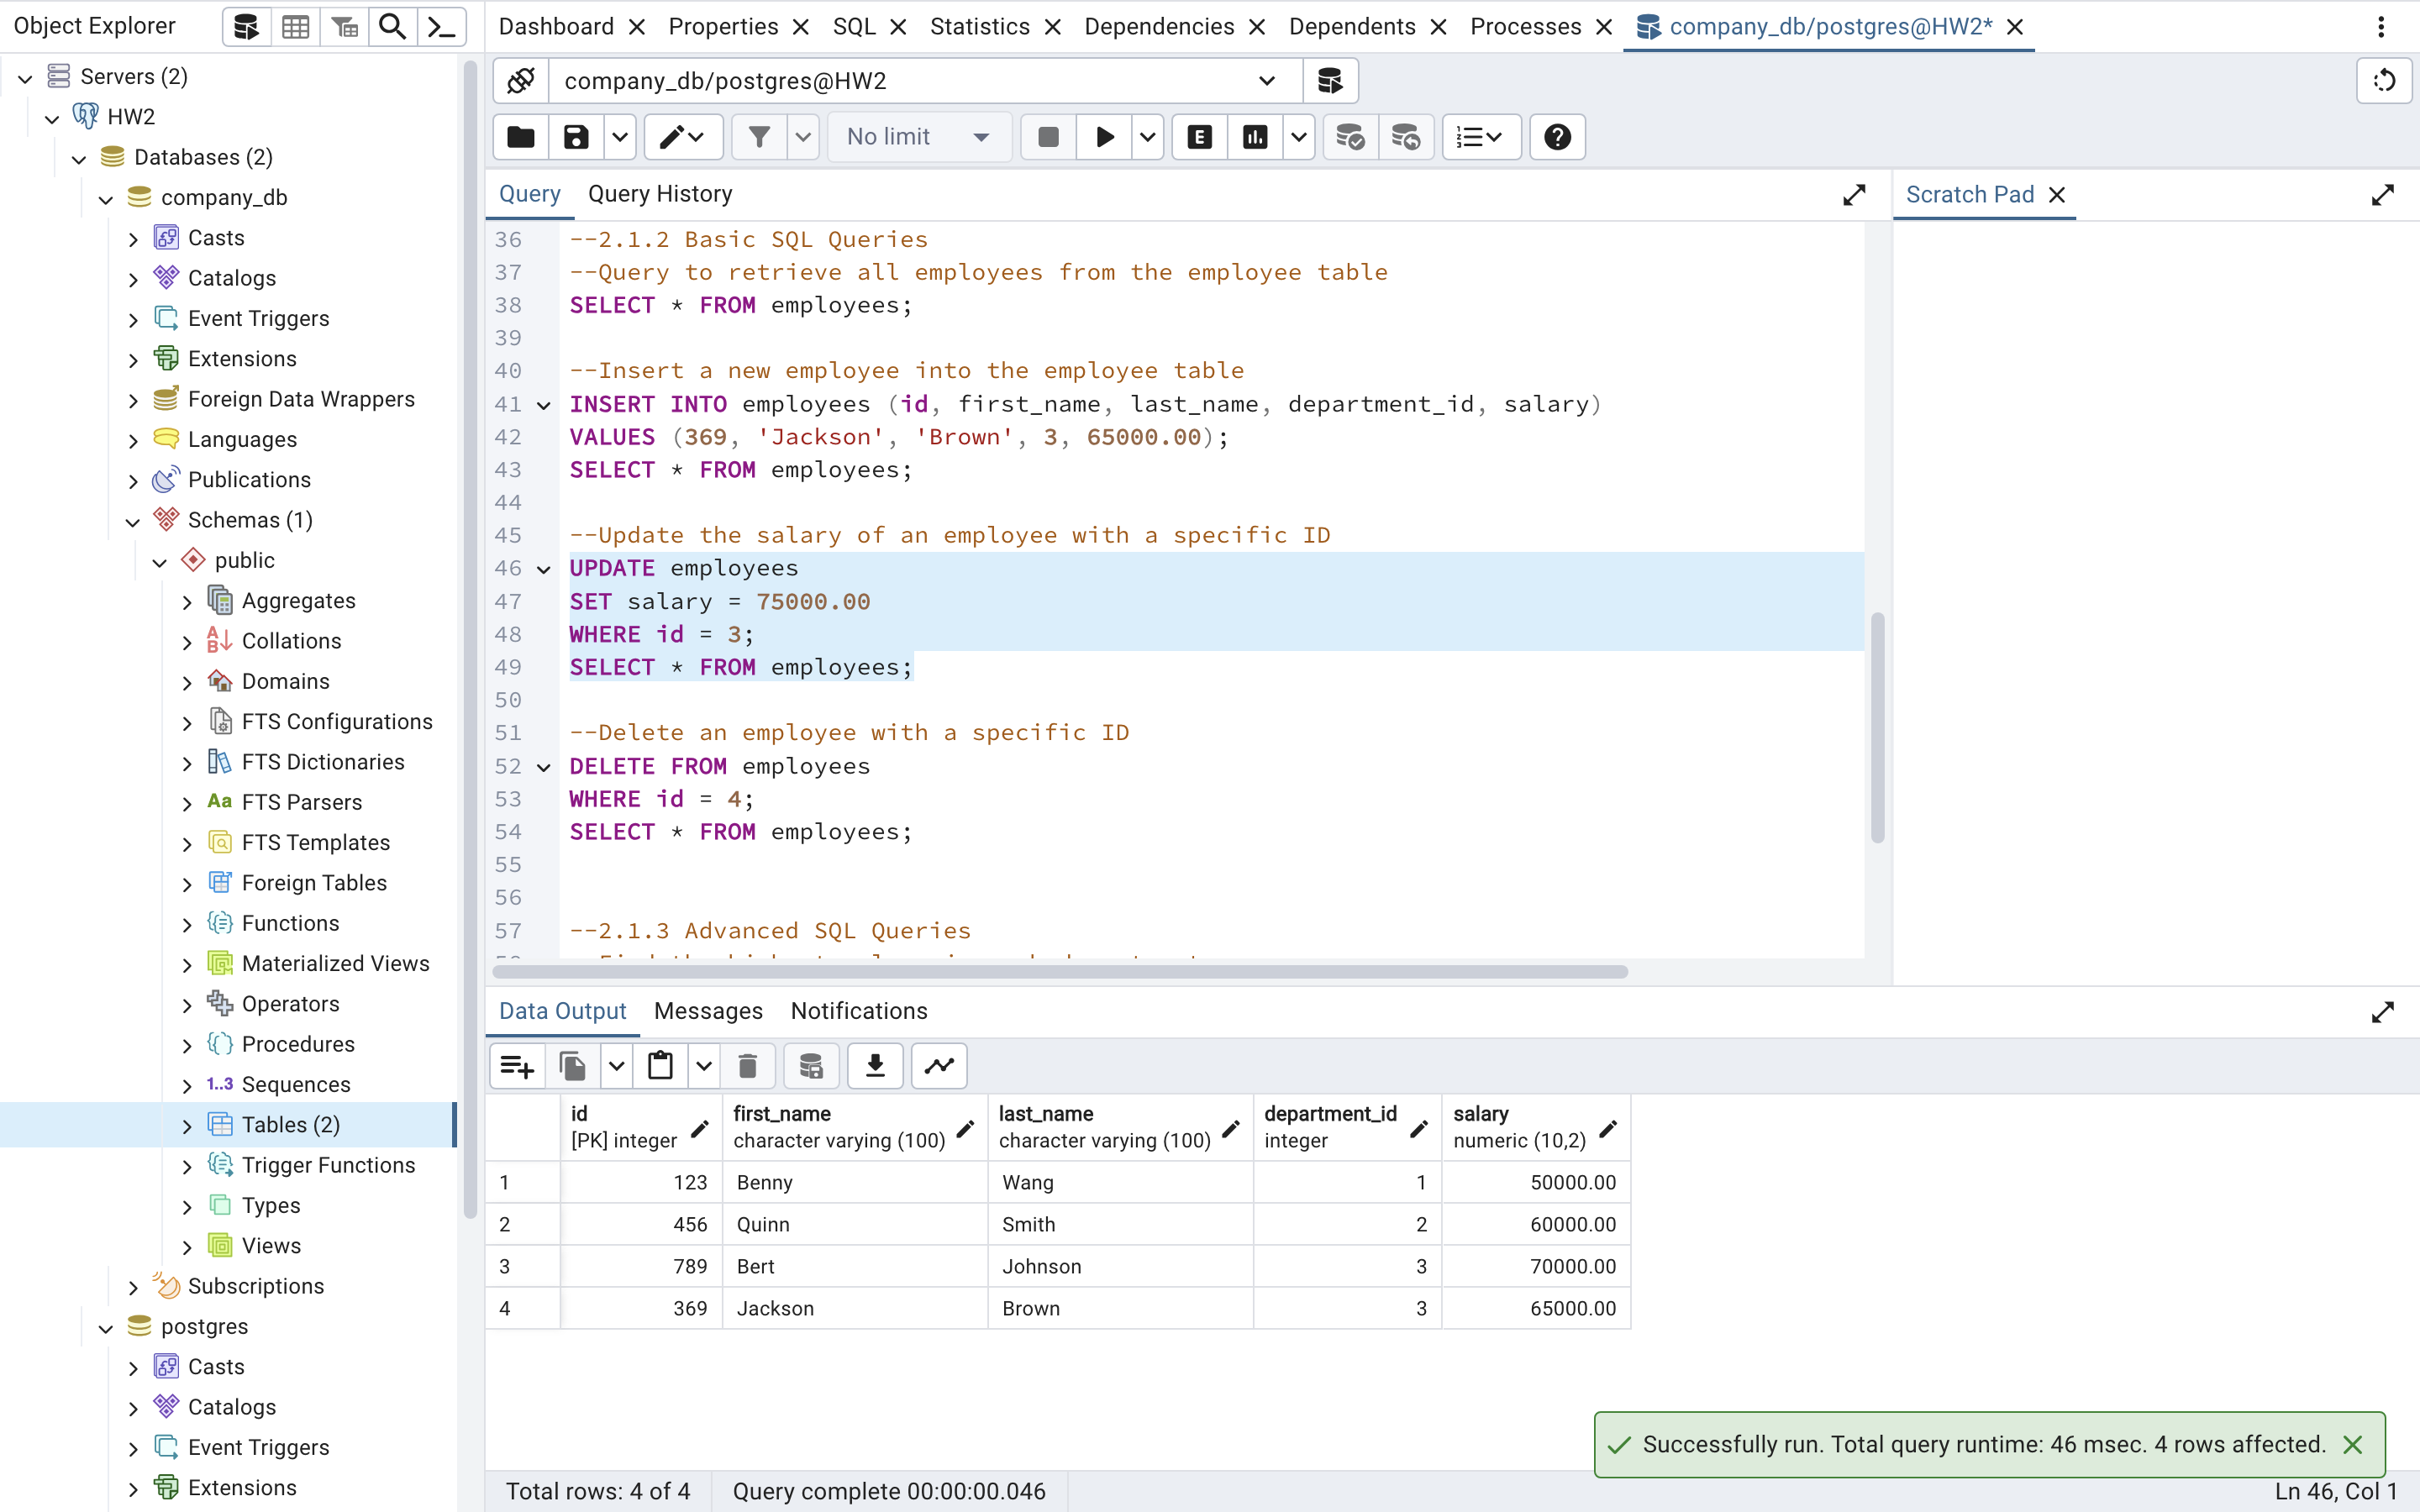 Object Explorer
Dashboard Properties SQL Statistics Dependencies Dependents Processes company_db/postgres@HW2*
Servers (2)
HW2
Databases (2)
company_db
Casts
Catalogs
Event Triggers
Extensions
Foreign Data Wrappers
Languages
Publications
Schemas (1)
public
Aggregates
Collations
Domains
FTS Configurations
FTS Dictionaries
Aa FTS Parsers
FTS Templates
Foreign Tables
Functions
Materialized Views
Operators
Procedures
1..3 Sequences
Tables (2)
Trigger Functions
Types
Views
Subscriptions
postgres
Casts
Catalogs
Event Triggers
Extensions
company_db/postgres@HW2
No limit
E
Query Query History
Scratch Pad
36 --2.1.2 Basic SQL Queries
37 --Query to retrieve all employees from the employee table
38 SELECT * FROM employees;
39
40 --Insert a new employee into the employee table
41 INSERT INTO employees (id, first_name, last_name, department_id, salary)
42 VALUES (369, 'Jackson', 'Brown', 3, 65000.00);
43 SELECT * FROM employees;
44
45 --Update the salary of an employee with a specific ID
46 UPDATE employees
47 SET salary = 75000.00
48 WHERE id = 3;
49 SELECT * FROM employees;
50
51 --Delete an employee with a specific ID
52 DELETE FROM employees
53 WHERE id = 4;
54 SELECT * FROM employees;
55
56
57 --2.1.3 Advanced SQL Queries
Data Output Messages Notifications
id first_name last_name department_id salary
[PK] integer character varying (100) character varying (100) integer numeric (10,2)
1 123 Benny Wang 1 50000.00
2 456 Quinn Smith 2 60000.00
3 789 Bert Johnson 3 70000.00
4 369 Jackson Brown 3 65000.00
Successfully run. Total query runtime: 46 msec. 4 rows affected.
Total rows: 4 of 4 Query complete 00:00:00.046 Ln 46, Col 1